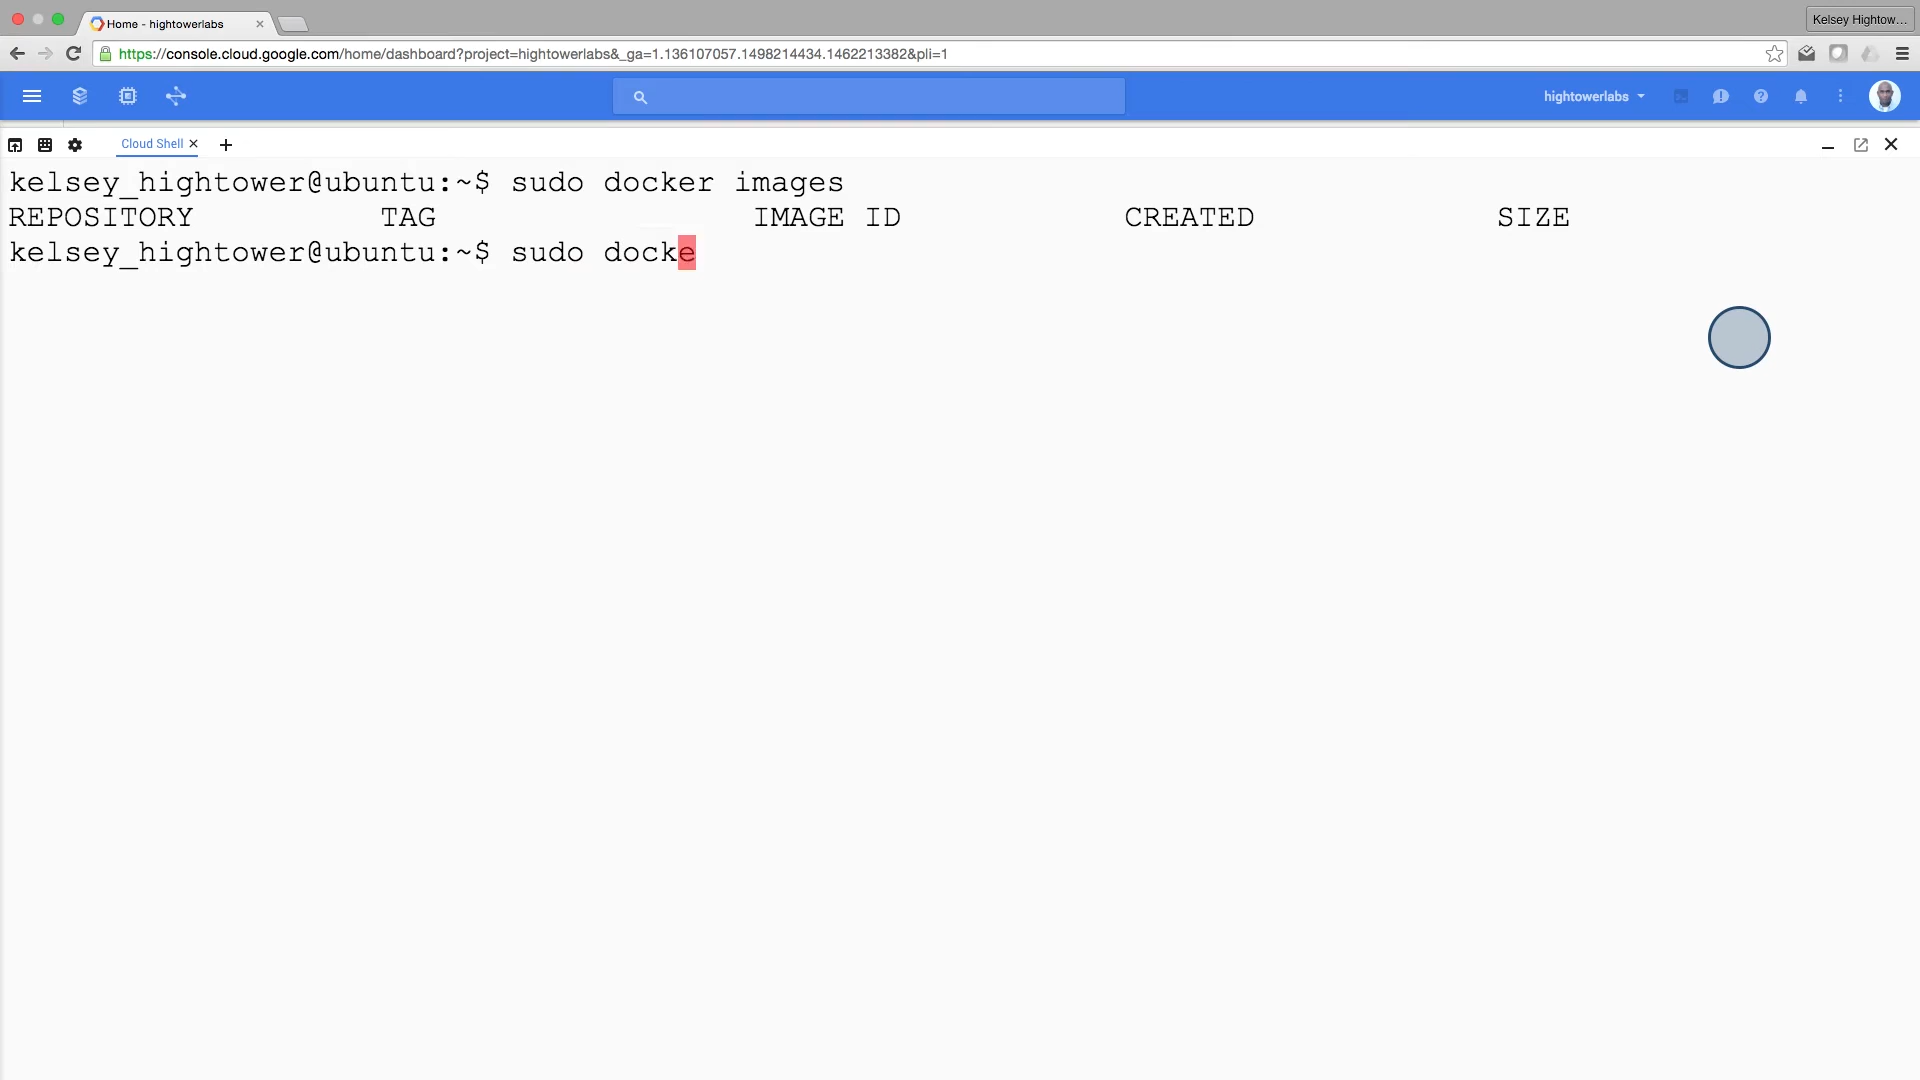 Home - hightowerlabs
Kelsey Hightow...
https://console.cloud.google.com/home/dashboard?project=hightowerlabs&_ga=1.136107057.1498214434.1462213382&pli=1
hightowerlabs
Cloud Shell
kelsey_hightower@ubuntu:~$ sudo docker images
REPOSITORY TAG IMAGE ID CREATED SIZE
kelsey_hightower@ubuntu:~$ sudo docke